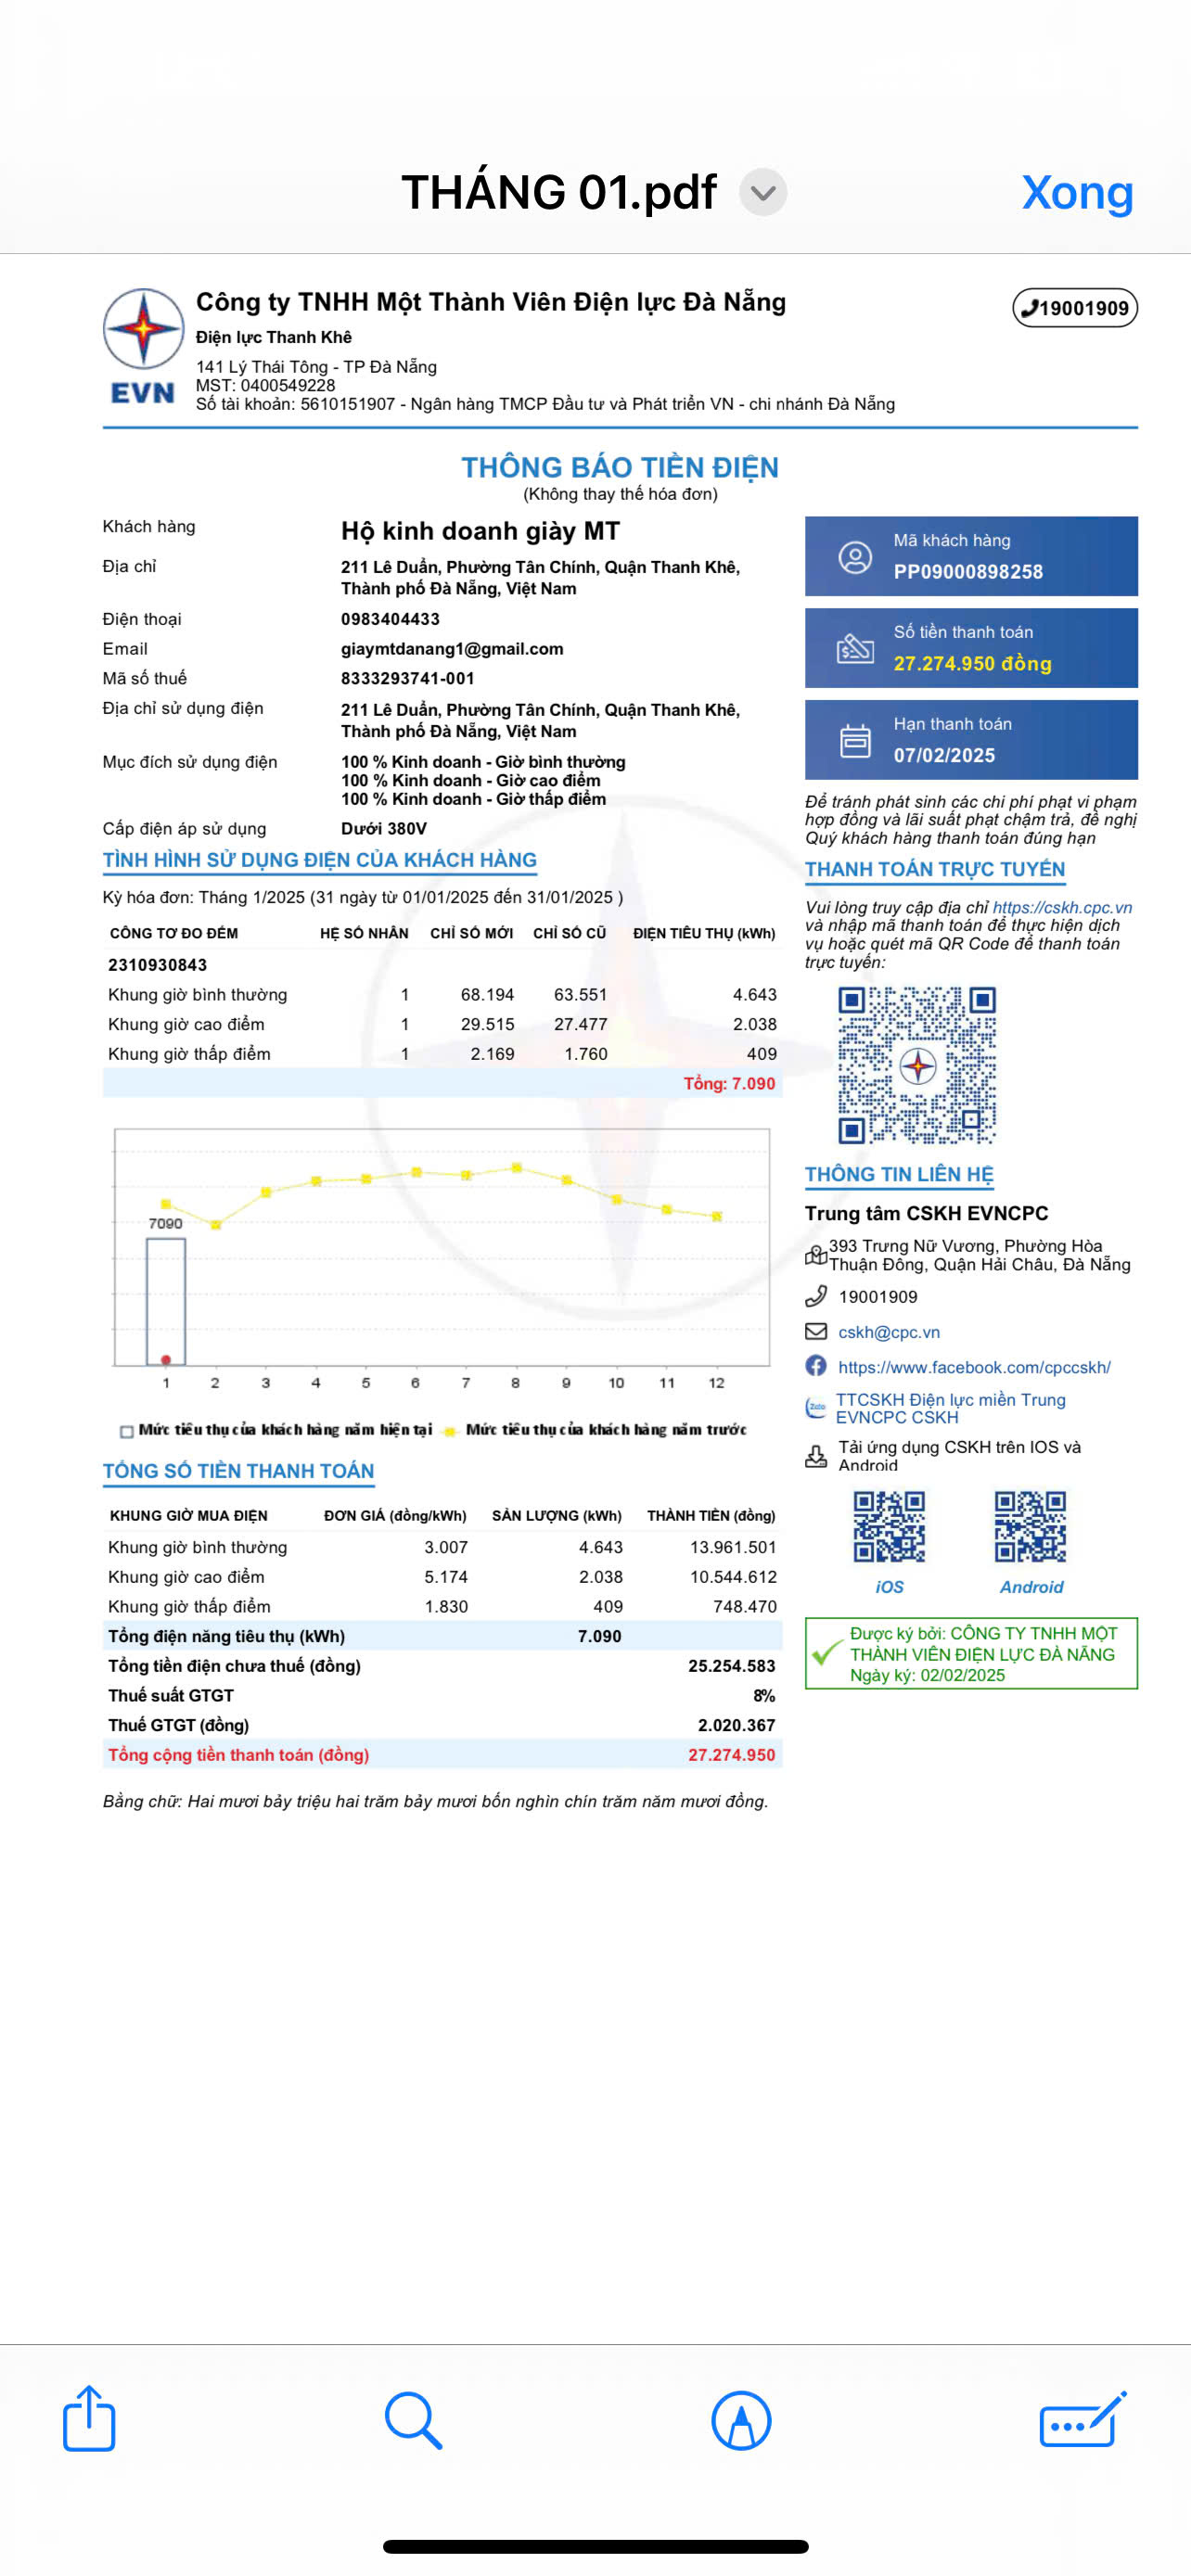 THÁNG 01.pdf
Xong
Công ty TNHH Một Thành Viên Điện lực Đà Nẵng
19001909
Điện lực Thanh Khê
141 Lý Thái Tông - TP Đà Nẵng
MST: 0400549228
Số tài khoản: 5610151907 - Ngân hàng TMCP Đầu tư và Phát triển VN - chi nhánh Đà Nẵng
EVN
THÔNG BÁO TIỀN ĐIỆN
(Không thay thế hóa đơn)
Khách hàng Hộ kinh doanh giày MT
Địa chỉ 211 Lê Duẩn, Phường Tân Chính, Quận Thanh Khê,
Thành phố Đà Nẵng, Việt Nam
Điện thoại 0983404433
Email giaymtdanang1@gmail.com
Mã số thuế 8333293741-001
Địa chỉ sử dụng điện 211 Lê Duẩn, Phường Tân Chính, Quận Thanh Khê,
Thành phố Đà Nẵng, Việt Nam
Mục đích sử dụng điện 100 % Kinh doanh - Giờ bình thường
100 % Kinh doanh - Giờ cao điểm
100 % Kinh doanh - Giờ thấp điểm
Cấp điện áp sử dụng Dưới 380V
Mã khách hàng
PP09000898258
Số tiền thanh toán
27.274.950 đồng
Hạn thanh toán
07/02/2025
Để tránh phát sinh các chi phí phạt vi phạm
hợp đồng và lãi suất phạt chậm trả, đề nghị
Quý khách hàng thanh toán đúng hạn
TÌNH HÌNH SỬ DỤNG ĐIỆN CỦA KHÁCH HÀNG
Kỳ hóa đơn: Tháng 1/2025 (31 ngày từ 01/01/2025 đến 31/01/2025 )
CÔNG TƠ ĐO ĐẾM HỆ SỐ NHÂN CHỈ SỐ MỚI CHỈ SỐ CŨ ĐIỆN TIÊU THỤ (kWh)
2310930843
Khung giờ bình thường 1 68.194 63.551 4.643
Khung giờ cao điểm 1 29.515 27.477 2.038
Khung giờ thấp điểm 1 2.169 1.760 409
Tổng: 7.090
THANH TOÁN TRỰC TUYẾN
Vui lòng truy cập địa chỉ https://cskh.cpc.vn
và nhập mã thanh toán để thực hiện dịch
vụ hoặc quét mã QR Code để thanh toán
trực tuyến:
7090
1 2 3 4 5 6 7 8 9 10 11 12
Mức tiêu thụ của khách hàng năm hiện tại Mức tiêu thụ của khách hàng năm trước
THÔNG TIN LIÊN HỆ
Trung tâm CSKH EVNCPC
393 Trưng Nữ Vương, Phường Hòa
Thuận Đông, Quận Hải Châu, Đà Nẵng
19001909
cskh@cpc.vn
https://www.facebook.com/cpccskh/
Zalo
TTCSKH Điện lực miền Trung
EVNCPC CSKH
Tải ứng dụng CSKH trên IOS và
Android
iOS Android
TỔNG SỐ TIỀN THANH TOÁN
KHUNG GIỜ MUA ĐIỆN ĐƠN GIÁ (đồng/kWh) SẢN LƯỢNG (kWh) THÀNH TIỀN (đồng)
Khung giờ bình thường 3.007 4.643 13.961.501
Khung giờ cao điểm 5.174 2.038 10.544.612
Khung giờ thấp điểm 1.830 409 748.470
Tổng điện năng tiêu thụ (kWh) 7.090
Tổng tiền điện chưa thuế (đồng) 25.254.583
Thuế suất GTGT 8%
Thuế GTGT (đồng) 2.020.367
Tổng cộng tiền thanh toán (đồng) 27.274.950
Được ký bởi: CÔNG TY TNHH MỘT
THÀNH VIÊN ĐIỆN LỰC ĐÀ NẴNG
Ngày ký: 02/02/2025
Bằng chữ: Hai mươi bảy triệu hai trăm bảy mươi bốn nghìn chín trăm năm mươi đồng.